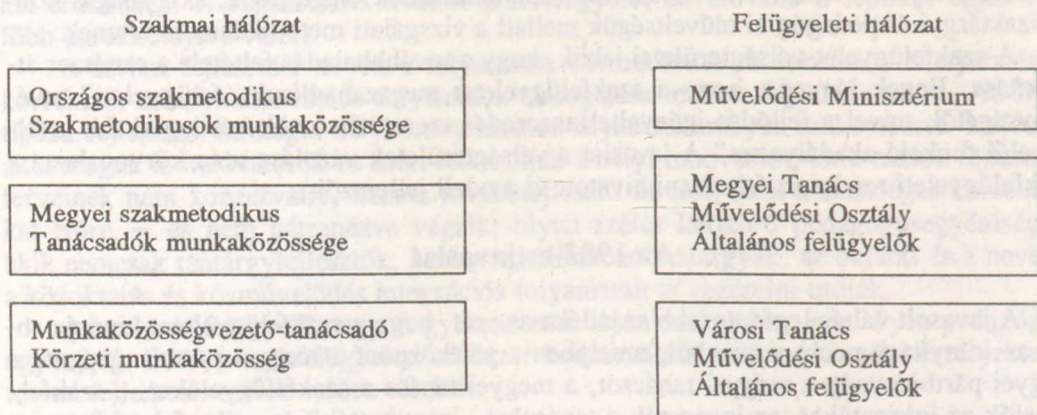 Szakmai hálózat
Felügyeleti hálózat
Országos szakmetodikus
Szakmetodikusok munkaközössége
Művelődési Minisztérium
Megyei szakmetodikus
Tanácsadók munkaközössége
Megyei Tanács
Művelődési Osztály
Általános felügyelők
Munkaközösségvezető-tanácsadó
Körzeti munkaközössége
Városi Tanács
Művelődési Osztály
Általános felügyelők